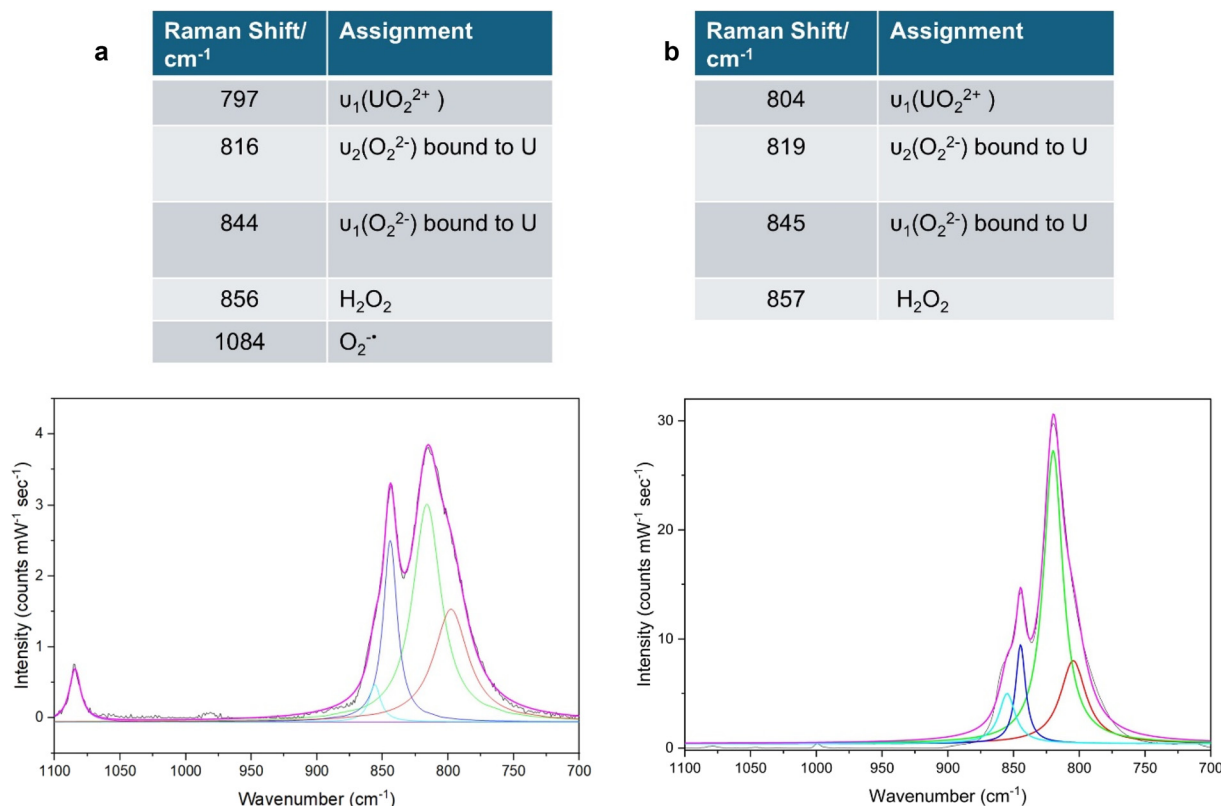 a
Raman Shift/ Assignment
cm⁻¹
797 υ₁(UO₂²⁺ )
816 υ₂(O₂²⁻) bound to U
844 υ₁(O₂²⁻) bound to U
856 H₂O₂
1084 O₂⁻•
b
Raman Shift/ Assignment
cm⁻¹
804 υ₁(UO₂²⁺ )
819 υ₂(O₂²⁻) bound to U
845 υ₁(O₂²⁻) bound to U
857 H₂O₂
Intensity (counts mW⁻¹ sec⁻¹)
4
3
2
1
0
1100 1050 1000 950 900 850 800 750 700
Wavenumber (cm⁻¹)
Intensity (counts mW⁻¹ sec⁻¹)
30
20
10
0
1100 1050 1000 950 900 850 800 750 700
Wavenumber (cm⁻¹)